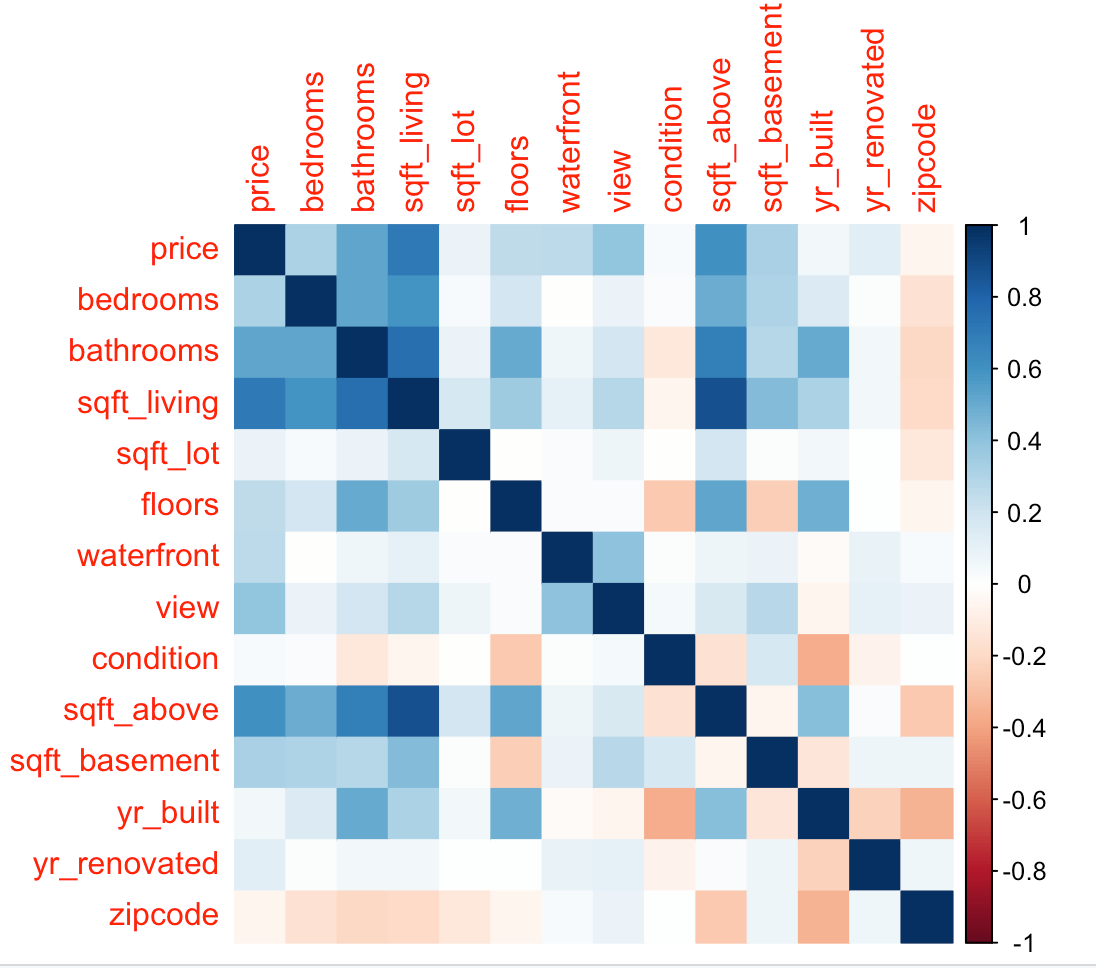 price
bedrooms
bathrooms
sqft_living
sqft_lot
floors
waterfront
view
condition
sqft_above
sqft_basement
yr_built
yr_renovated
zipcode
price
bedrooms
bathrooms
sqft_living
sqft_lot
floors
waterfront
view
condition
sqft_above
sqft_basement
yr_built
yr_renovated
zipcode
1
0.8
0.6
0.4
0.2
0
-0.2
-0.4
-0.6
-0.8
-1